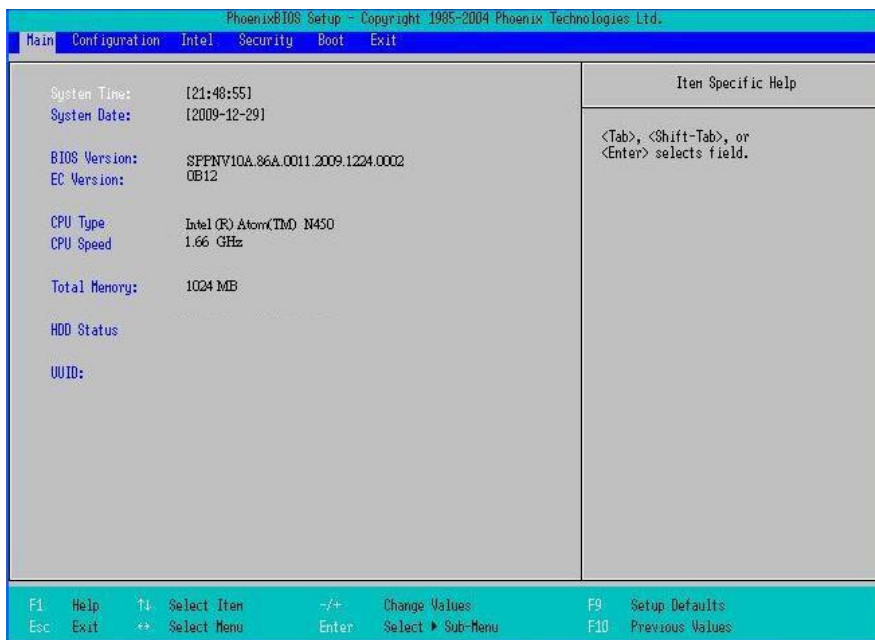 PhoenixBIOS Setup - Copyright 1985-2004 Phoenix Technologies Ltd.
Main Configuration Intel Security Boot Exit
Item Specific Help
System Time: [21:48:55]
System Date: [2009-12-29]
<Tab>, <Shift-Tab>, or
<Enter> selects field.
BIOS Version: SPPNV10A.86A.0011.2009.1224.0002
EC Version: 0B12
CPU Type Intel (R) Atom(TM) N450
CPU Speed 1.66 GHz
Total Memory: 1024 MB
HDD Status
UUID:
F1 Help ↑↓ Select Item -/+ Change Values F9 Setup Defaults
Esc Exit ↔ Select Menu Enter Select ▶ Sub-Menu F10 Previous Values